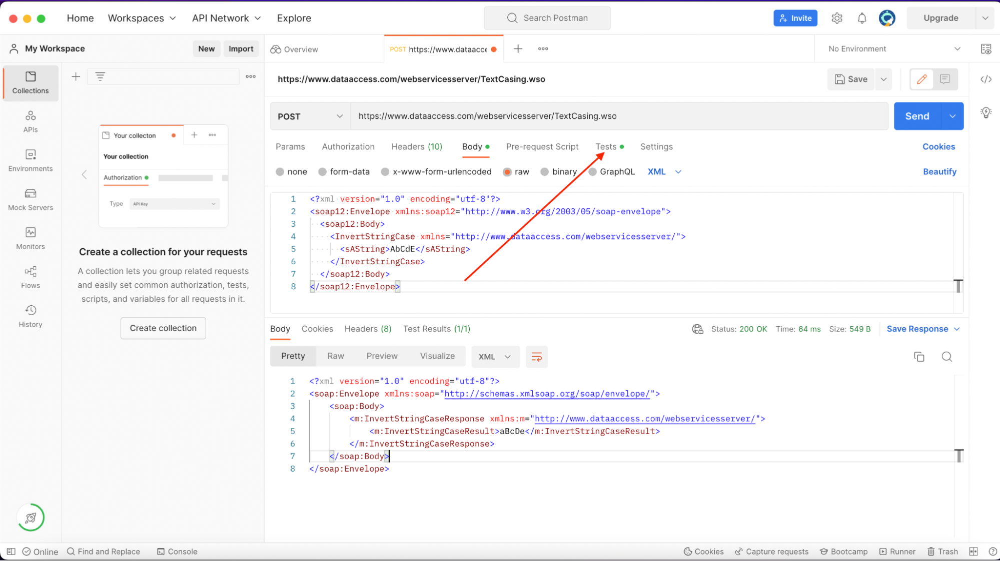 Home Workspaces API Network Explore Search Postman Invite Upgrade
My Workspace New Import Overview POST https://www.dataacce No Environment
https://www.dataaccess.com/webservicesserver/TextCasing.wso Save
Collections
APIs
Environments
Mock Servers
Monitors
Flows
History
Your collecton
Your collection
Authorization
Type API Key
Create a collection for your requests
A collection lets you group related requests
and easily set common authorization, tests,
scripts, and variables for all requests in it.
Create collection
POST https://www.dataaccess.com/webservicesserver/TextCasing.wso Send
Params Authorization Headers (10) Body Pre-request Script Tests Settings Cookies
none form-data x-www-form-urlencoded raw binary GraphQL XML Beautify
1 <?xml version="1.0" encoding="utf-8"?>
2 <soap12:Envelope xmlns:soap12="http://www.w3.org/2003/05/soap-envelope">
3 <soap12:Body>
4 <InvertStringCase xmlns="http://www.dataaccess.com/webservicesserver/">
5 <sAString>AbCdE</sAString>
6 </InvertStringCase>
7 </soap12:Body>
8 </soap12:Envelope>
Body Cookies Headers (8) Test Results (1/1) Status: 200 OK Time: 64 ms Size: 549 B Save Response
Pretty Raw Preview Visualize XML
1 <?xml version="1.0" encoding="utf-8"?>
2 <soap:Envelope xmlns:soap="http://schemas.xmlsoap.org/soap/envelope/">
3 <soap:Body>
4 <m:InvertStringCaseResponse xmlns:m="http://www.dataaccess.com/webservicesserver/">
5 <m:InvertStringCaseResult>aBcDe</m:InvertStringCaseResult>
6 </m:InvertStringCaseResponse>
7 </soap:Body>
8 </soap:Envelope>
Online Find and Replace Console Cookies Capture requests Bootcamp Runner Trash